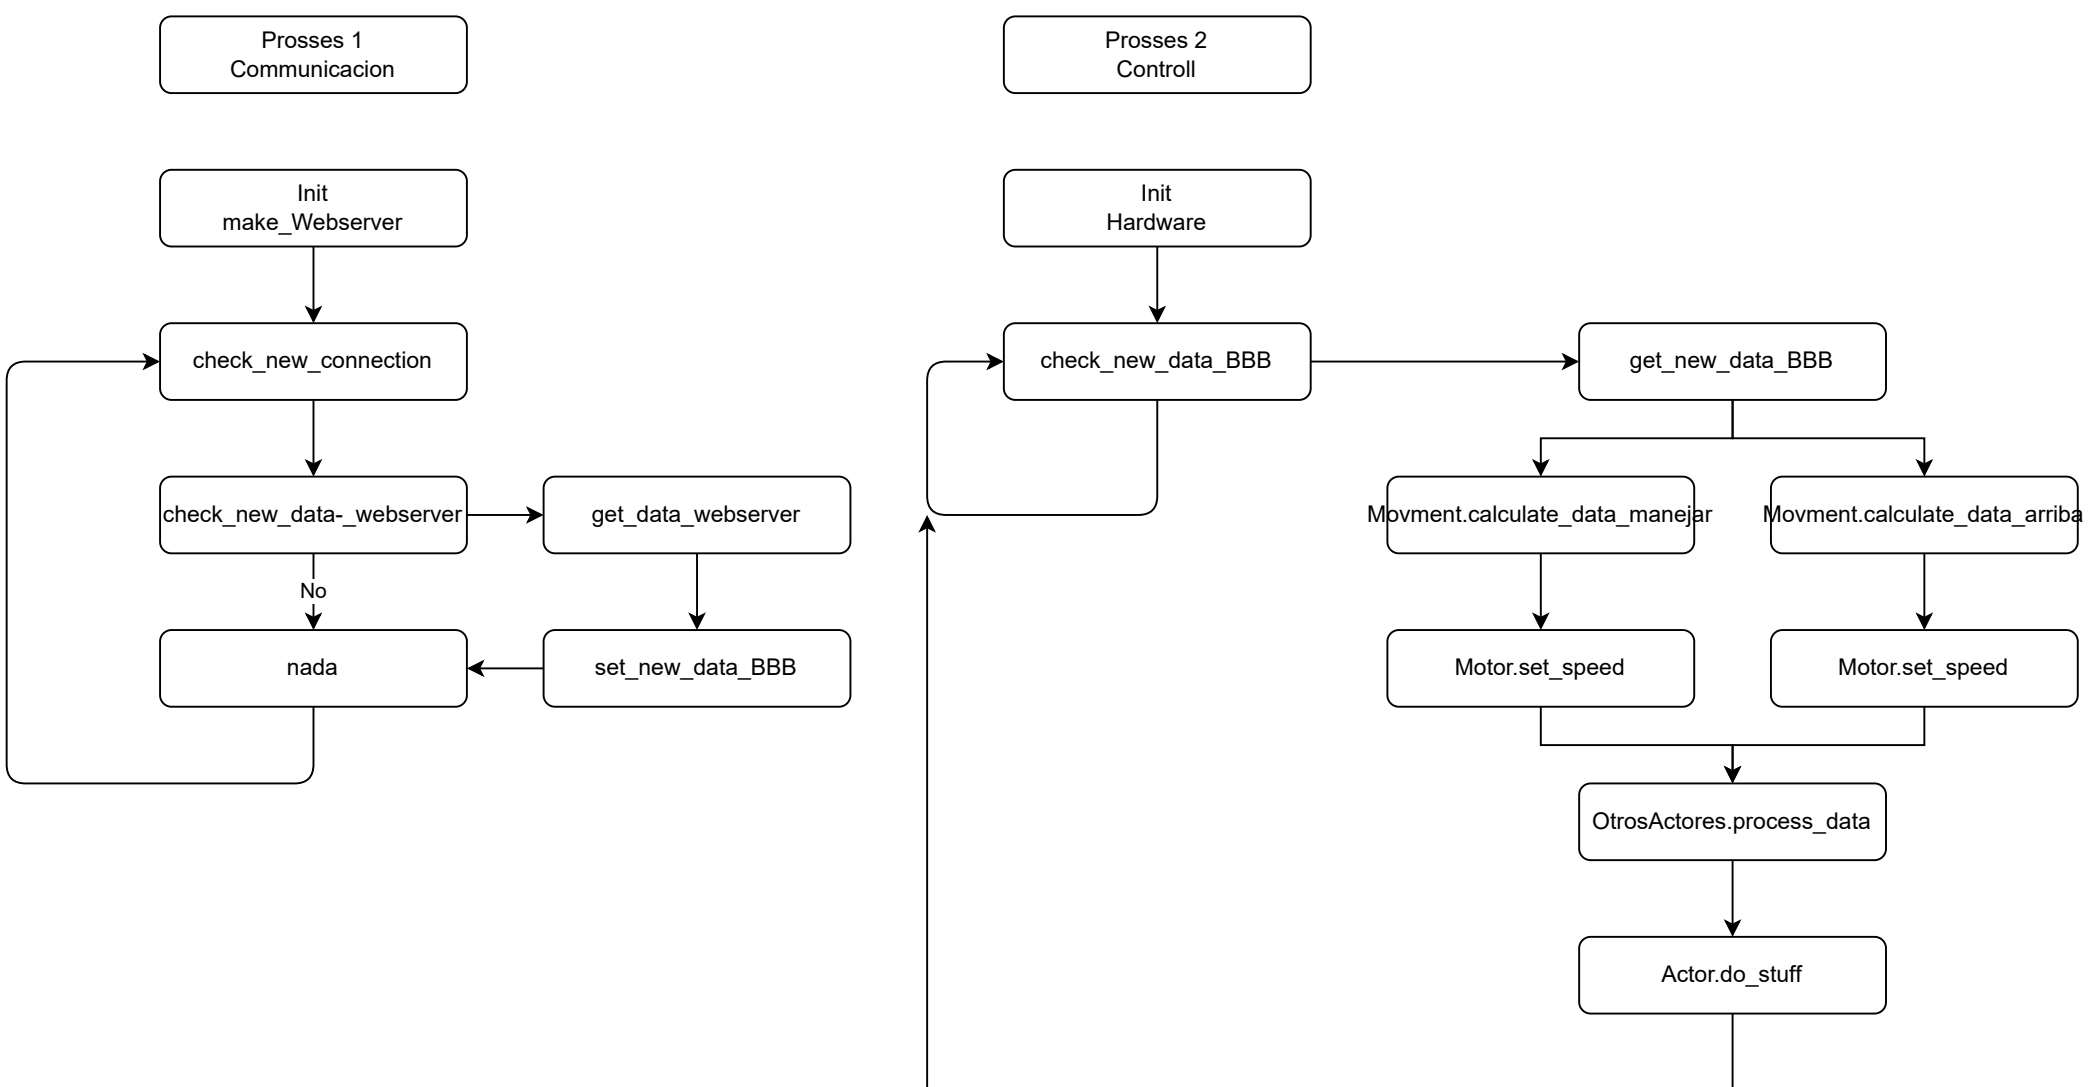 Prosses 1
Communicacion
Init
make_Webserver
check_new_connection
check_new_data-_webserver
get_data_webserver
No
nada
set_new_data_BBB
Prosses 2
Controll
Init
Hardware
check_new_data_BBB
get_new_data_BBB
Movment.calculate_data_manejar
Movment.calculate_data_arriba
Motor.set_speed
Motor.set_speed
OtrosActores.process_data
Actor.do_stuff